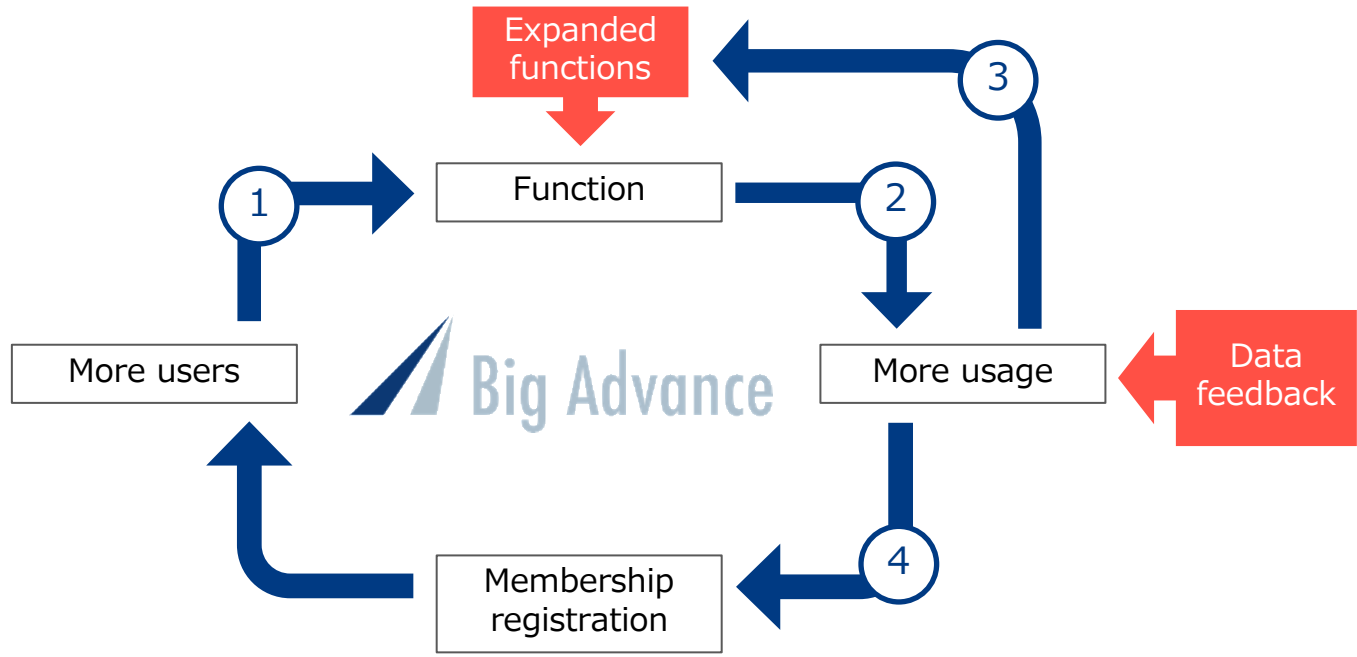 Expanded
functions
3
Function
1
2
More users
Big Advance
More usage
Data
feedback
4
Membership
registration